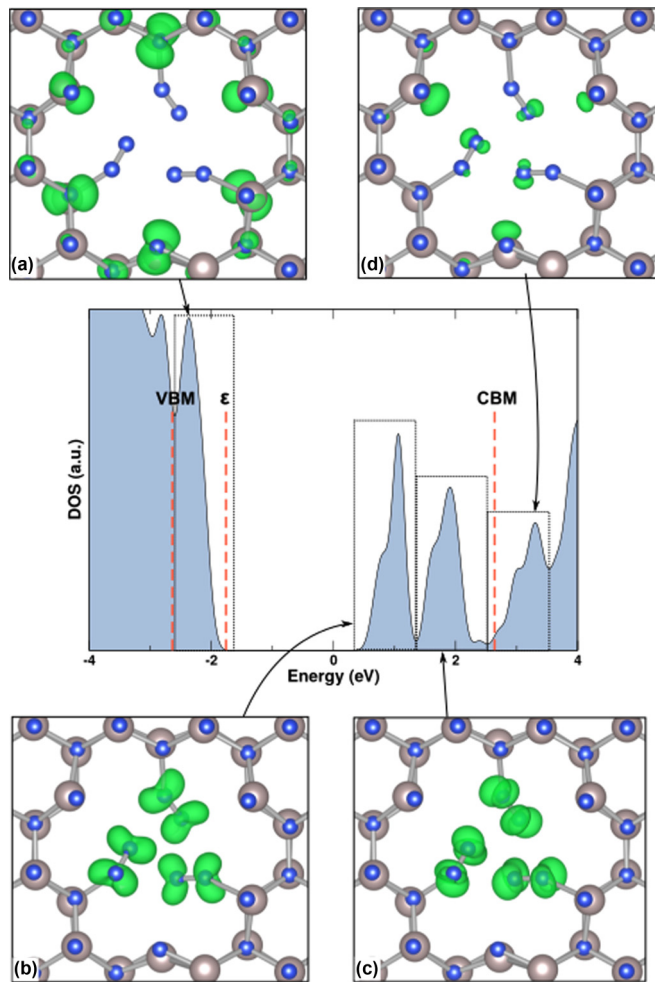 (a)
(d)
VBM
ε
CBM
DOS (a.u.)
-4
-2
0
2
4
Energy (eV)
(b)
(c)